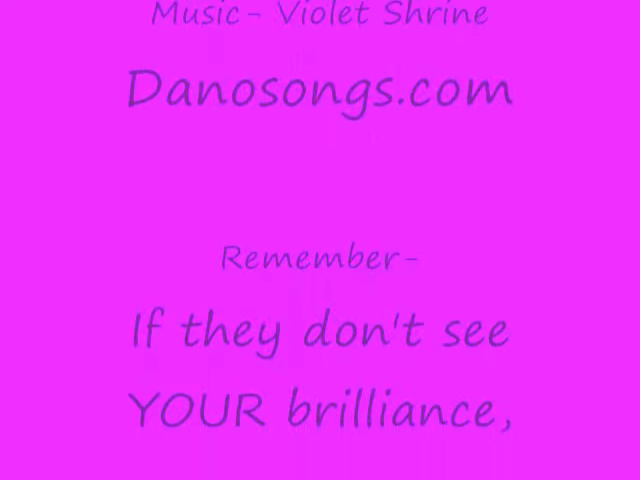 Music- Violet Shrine
Danosongs.com
Remember-
If they don't see
YOUR brilliance,